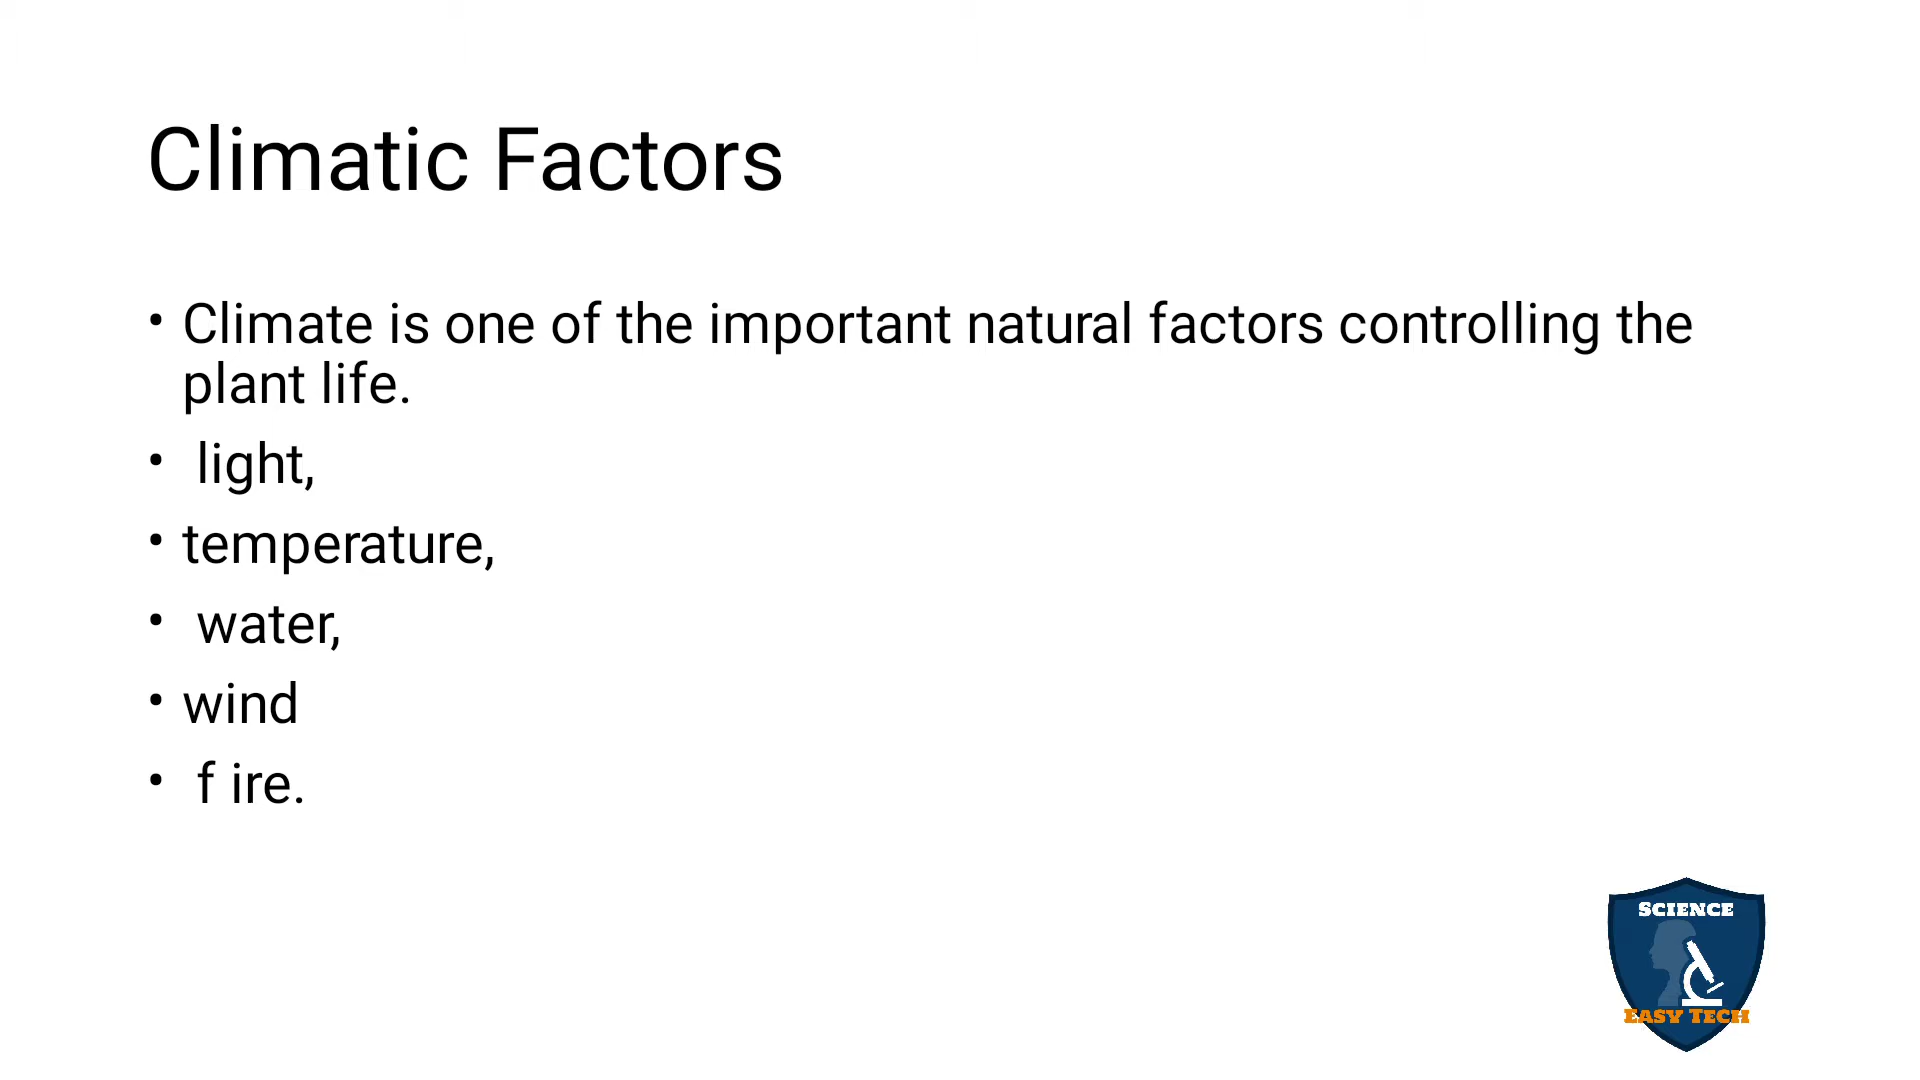 Climatic Factors
• Climate is one of the important natural factors controlling the
plant life.
• light,
• temperature,
• water,
• wind
• f ire.
SCIENCE
EASY TECH